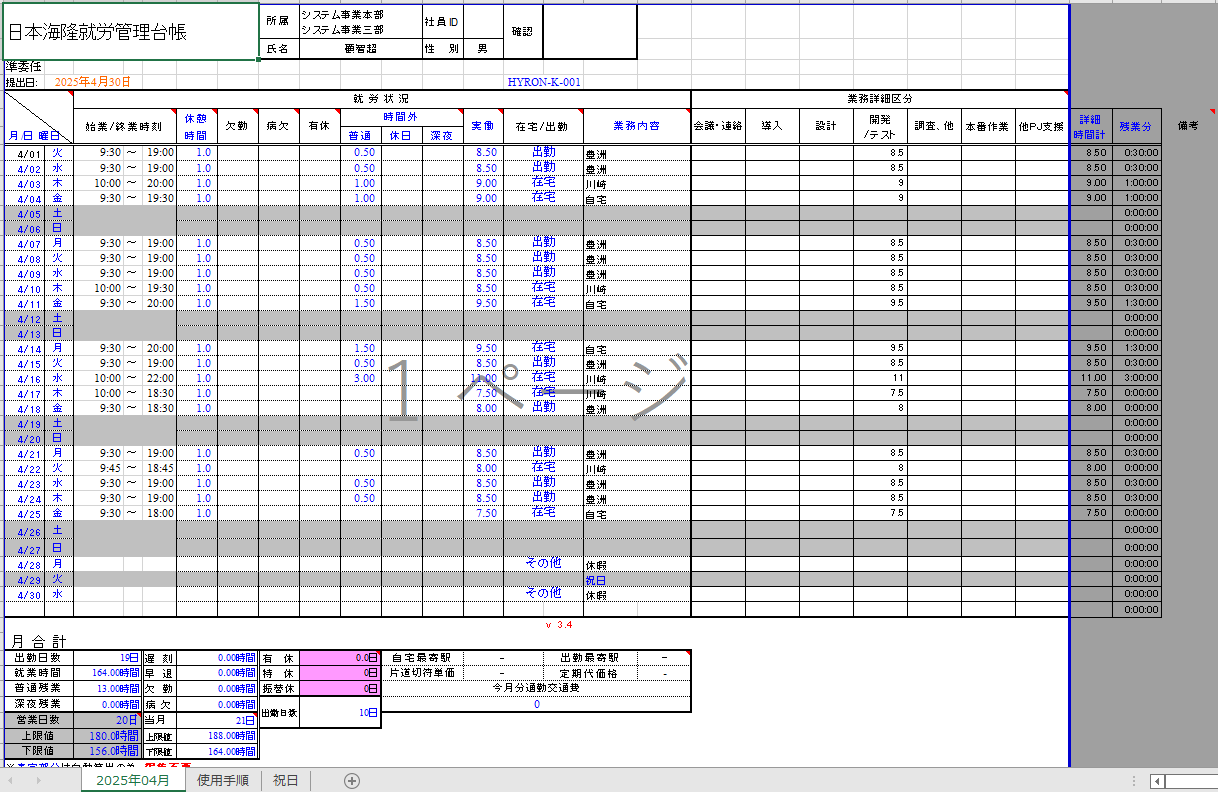 日本海隆就労管理台帳 所属 システム事業本部 社員ID 確認
システム事業三部
氏名 顧智超 性 別 男
準委任
提出日: 2025年4月30日 HYRON-K-001
就 労 状 況 業務詳細区分
月/日 曜日 始業/終業時刻 休憩時間 欠勤 病欠 有休 時間外 実働 在宅/出勤 業務内容 会議・連絡 導入 設計 開発/テスト 調査、他 本番作業 他PJ支援 詳細時間計 残業分 備考
普通 休日 深夜
4/01 火 9:30 ～ 19:00 1.0 0.50 8.50 出勤 豊洲 8.5 8.50 0:30:00
4/02 水 9:30 ～ 19:00 1.0 0.50 8.50 出勤 豊洲 8.5 8.50 0:30:00
4/03 木 10:00 ～ 20:00 1.0 1.00 9.00 在宅 川崎 9 9.00 1:00:00
4/04 金 9:30 ～ 19:30 1.0 1.00 9.00 在宅 自宅 9 9.00 1:00:00
4/05 土 0:00:00
4/06 日 0:00:00
4/07 月 9:30 ～ 19:00 1.0 0.50 8.50 出勤 豊洲 8.5 8.50 0:30:00
4/08 火 9:30 ～ 19:00 1.0 0.50 8.50 出勤 豊洲 8.5 8.50 0:30:00
4/09 水 9:30 ～ 19:00 1.0 0.50 8.50 出勤 豊洲 8.5 8.50 0:30:00
4/10 木 10:00 ～ 19:30 1.0 0.50 8.50 在宅 川崎 8.5 8.50 0:30:00
4/11 金 9:30 ～ 20:00 1.0 1.50 9.50 在宅 自宅 9.5 9.50 1:30:00
4/12 土 0:00:00
4/13 日 0:00:00
4/14 月 9:30 ～ 20:00 1.0 1.50 9.50 在宅 自宅 9.5 9.50 1:30:00
4/15 火 9:30 ～ 19:00 1.0 0.50 8.50 出勤 豊洲 8.5 8.50 0:30:00
4/16 水 10:00 ～ 22:00 1.0 3.00 11.00 在宅 川崎 11 11.00 3:00:00
4/17 木 10:00 ～ 18:30 1.0 7.50 在宅 川崎 7.5 7.50 0:00:00
4/18 金 9:30 ～ 18:30 1.0 8.00 出勤 豊洲 8 8.00 0:00:00
1 ページ
4/19 土 0:00:00
4/20 日 0:00:00
4/21 月 9:30 ～ 19:00 1.0 0.50 8.50 出勤 豊洲 8.5 8.50 0:30:00
4/22 火 9:45 ～ 18:45 1.0 8.00 在宅 川崎 8 8.00 0:00:00
4/23 水 9:30 ～ 19:00 1.0 0.50 8.50 出勤 豊洲 8.5 8.50 0:30:00
4/24 木 9:30 ～ 19:00 1.0 0.50 8.50 出勤 豊洲 8.5 8.50 0:30:00
4/25 金 9:30 ～ 18:00 1.0 7.50 在宅 自宅 7.5 7.50 0:00:00
4/26 土 0:00:00
4/27 日 0:00:00
4/28 月 その他 休暇 0:00:00
4/29 火 祝日 0:00:00
4/30 水 その他 休暇 0:00:00
0:00:00
v 3.4
月 合 計
出勤日数 19日 遅 刻 0.00時間 有 休 0.0日 自宅最寄駅 - 出勤最寄駅 -
就業時間 164.00時間 早 退 0.00時間 特 休 0日 片道切符単価 - 定期代価格 -
普通残業 13.00時間 欠 勤 0.00時間 振替休 0日 今月分通勤交通費
深夜残業 0.00時間 病 欠 0.00時間 出勤日数 10日 0
営業日数 20日 当月 21日
上限値 180.0時間 上限値 188.00時間
下限値 156.0時間 下限値 164.00時間
2025年04月 使用手順 祝日